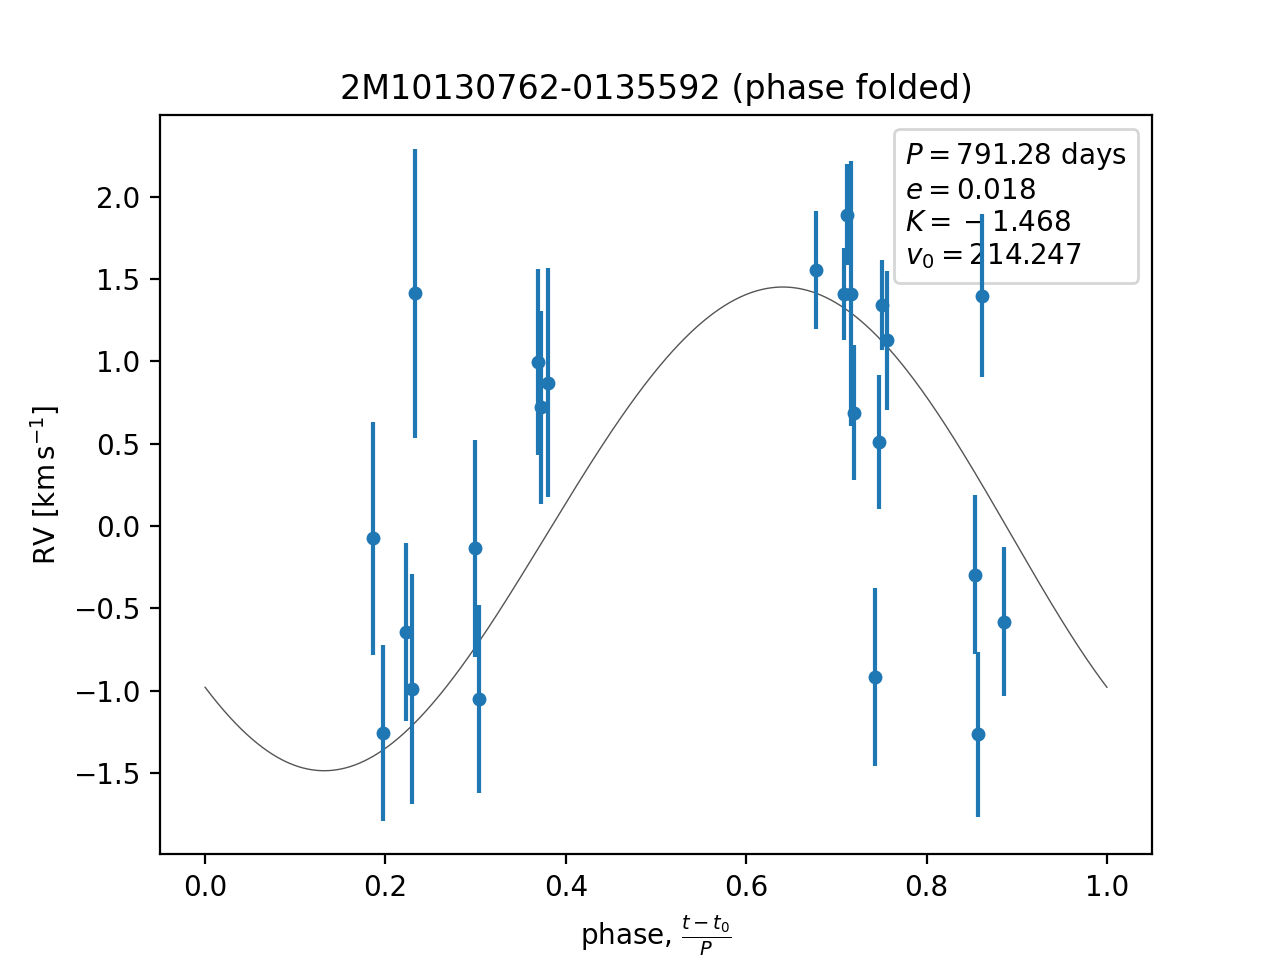 2M10130762-0135592 (phase folded)
P = 791.28 days
e = 0.018
K = −1.468
v₀ = 214.247
2.0
1.5
1.0
0.5
0.0
−0.5
−1.0
−1.5
RV [km s⁻¹]
0.0 0.2 0.4 0.6 0.8 1.0
phase, (t − t₀)/P